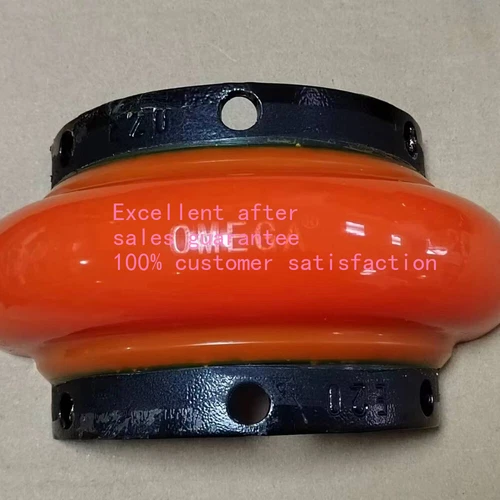 E20
Excellent after
sales guarantee
OMEGA®
100% customer satisfaction
E20